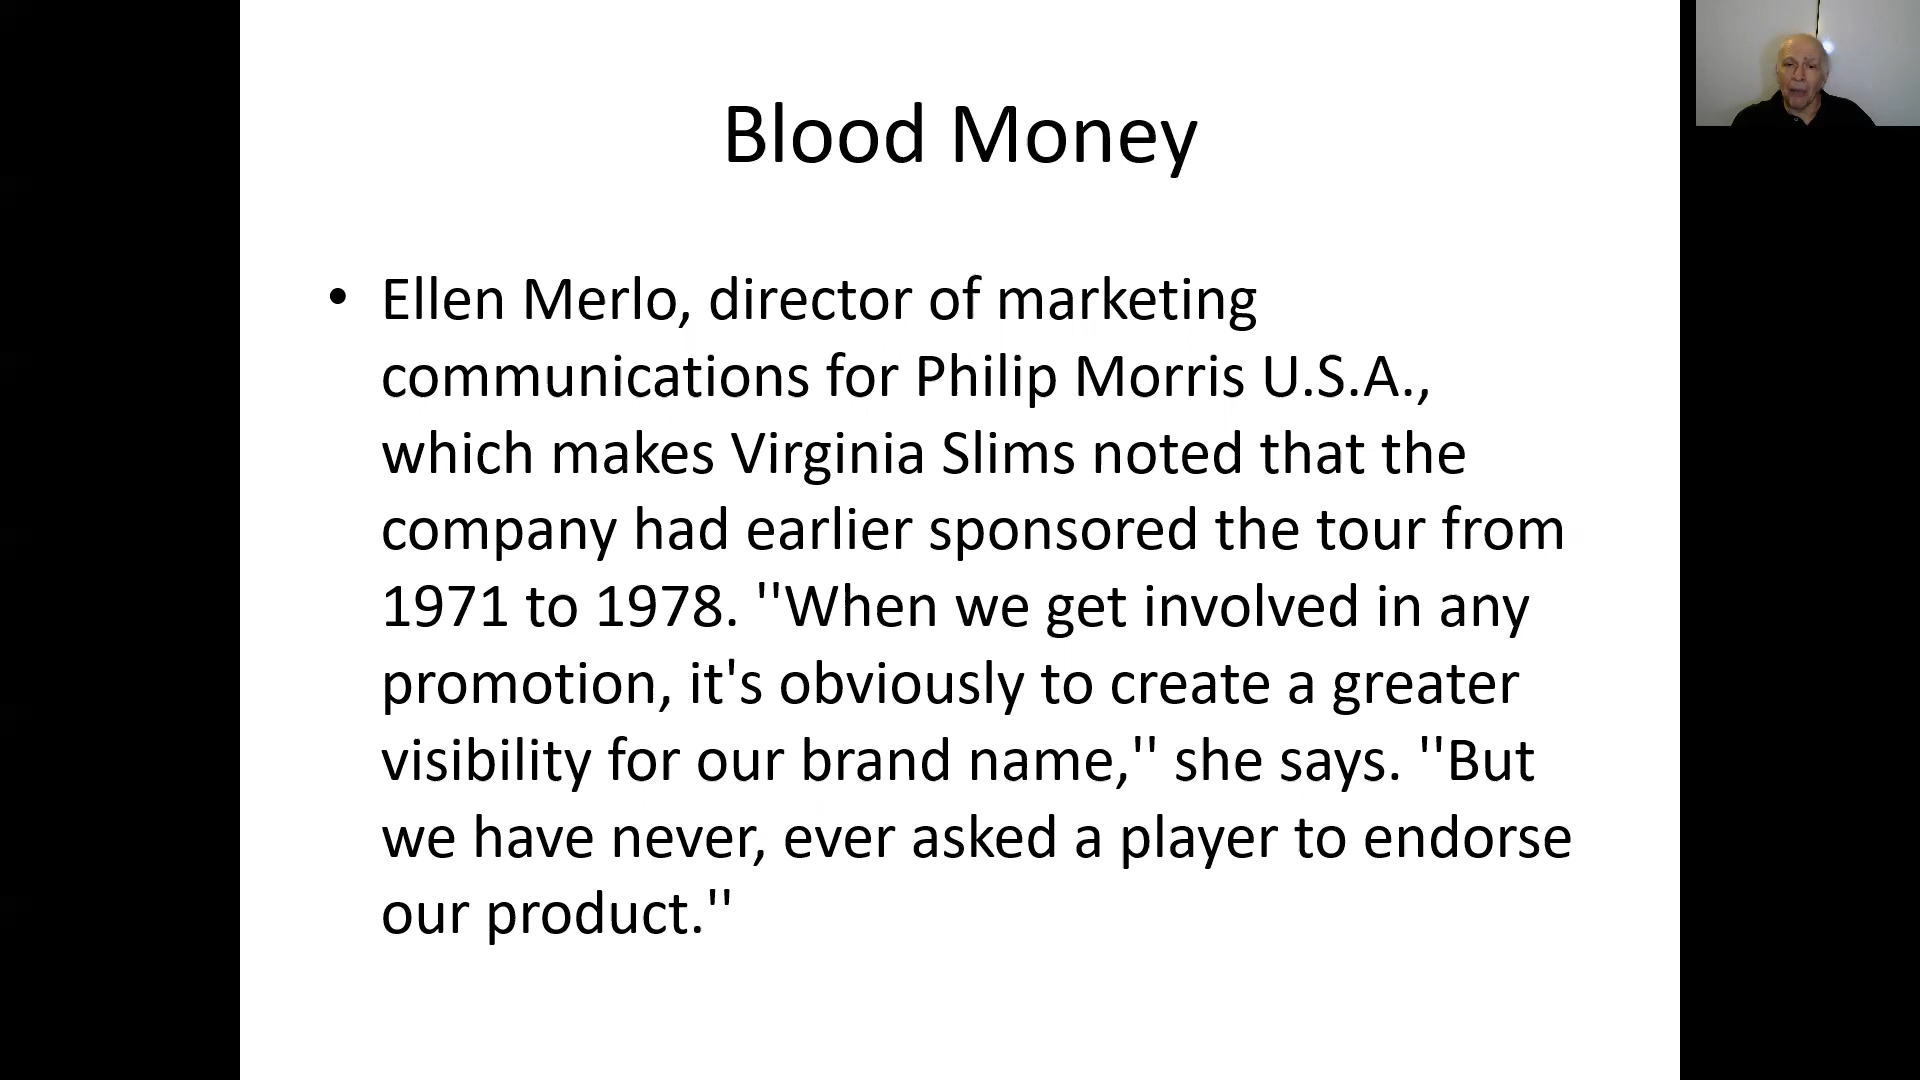 Blood Money
• Ellen Merlo, director of marketing
communications for Philip Morris U.S.A.,
which makes Virginia Slims noted that the
company had earlier sponsored the tour from
1971 to 1978. ''When we get involved in any
promotion, it's obviously to create a greater
visibility for our brand name,'' she says. ''But
we have never, ever asked a player to endorse
our product.''